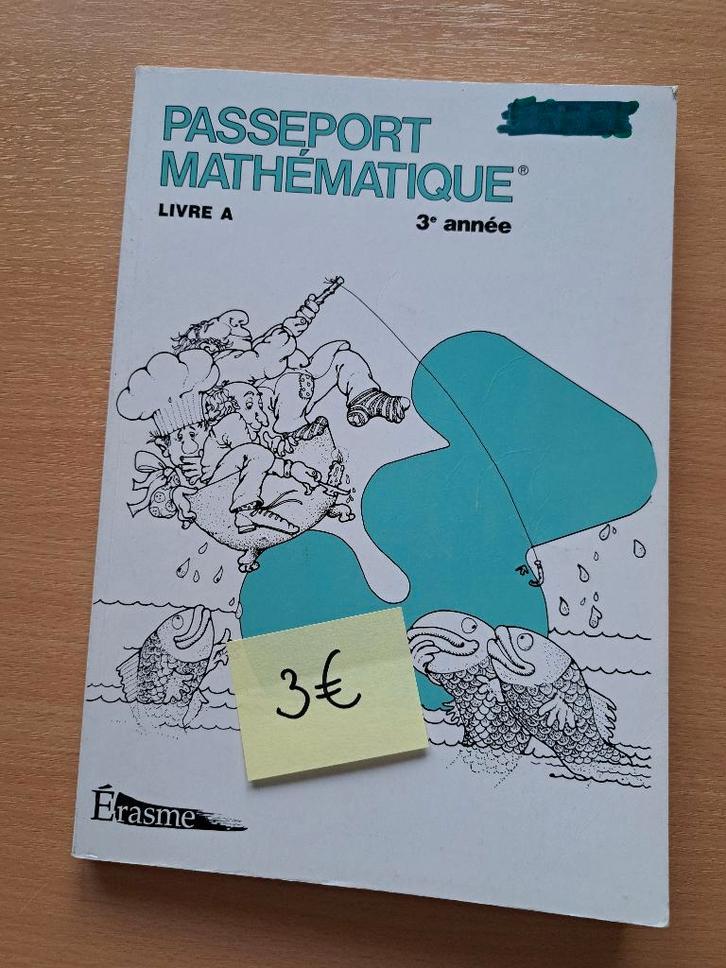 PASSEPORT
MATHÉMATIQUE®
LIVRE A
3e année
3€
Érasme